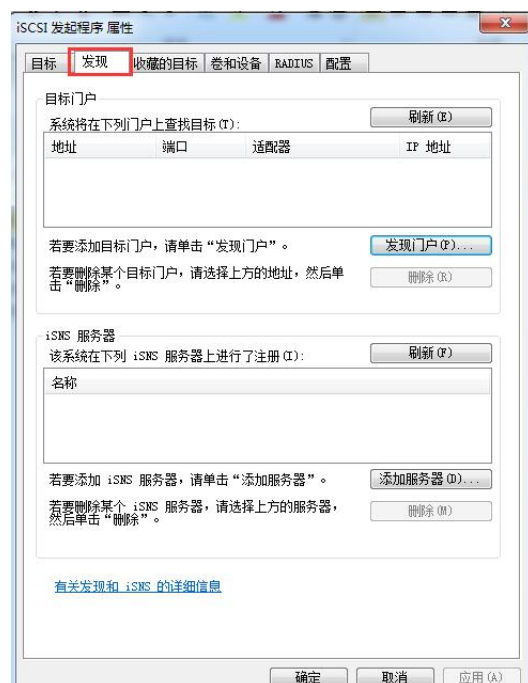 iSCSI 发起程序 属性
目标 发现 收藏的目标 卷和设备 RADIUS 配置
目标门户
系统将在下列门户上查找目标(T):
刷新(E)
地址 端口 适配器 IP 地址
若要添加目标门户，请单击“发现门户”。
发现门户(P)...
若要删除某个目标门户，请选择上方的地址，然后单
击“删除”。
删除(R)
iSNS 服务器
该系统在下列 iSNS 服务器上进行了注册(I):
刷新(F)
名称
若要添加 iSNS 服务器，请单击“添加服务器”。
添加服务器(D)...
若要删除某个 iSNS 服务器，请选择上方的服务器，
然后单击“删除”。
删除(M)
有关发现和 iSNS 的详细信息
确定 取消 应用(A)